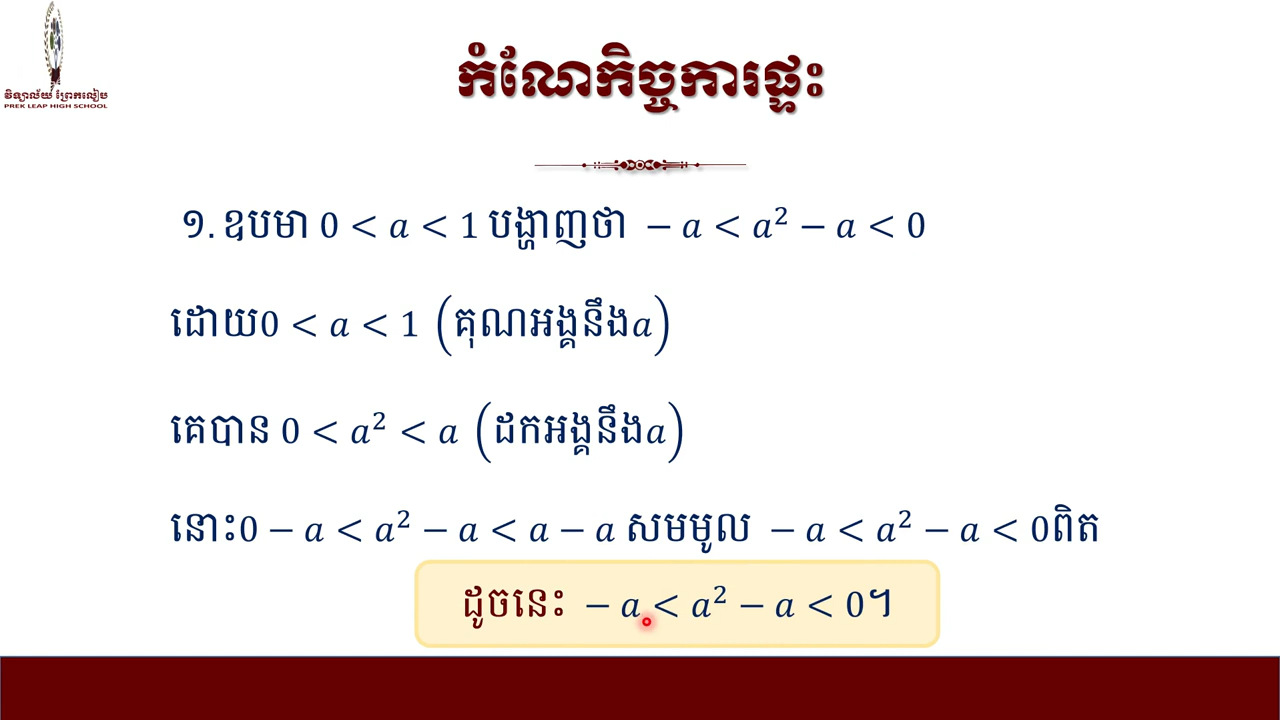 វិទ្យាល័យ ព្រែកលៀប
PREK LEAP HIGH SCHOOL
កំណែកិច្ចការផ្ទះ
១. ឧបមា 0 < a < 1 បង្ហាញថា −a < a² − a < 0
ដោយ0 < a < 1 (គុណអង្គនឹងa)
គេបាន 0 < a² < a (ដកអង្គនឹងa)
នោះ0 − a < a² − a < a − a សមមូល −a < a² − a < 0ពិត
ដូចនេះ −a < a² − a < 0។